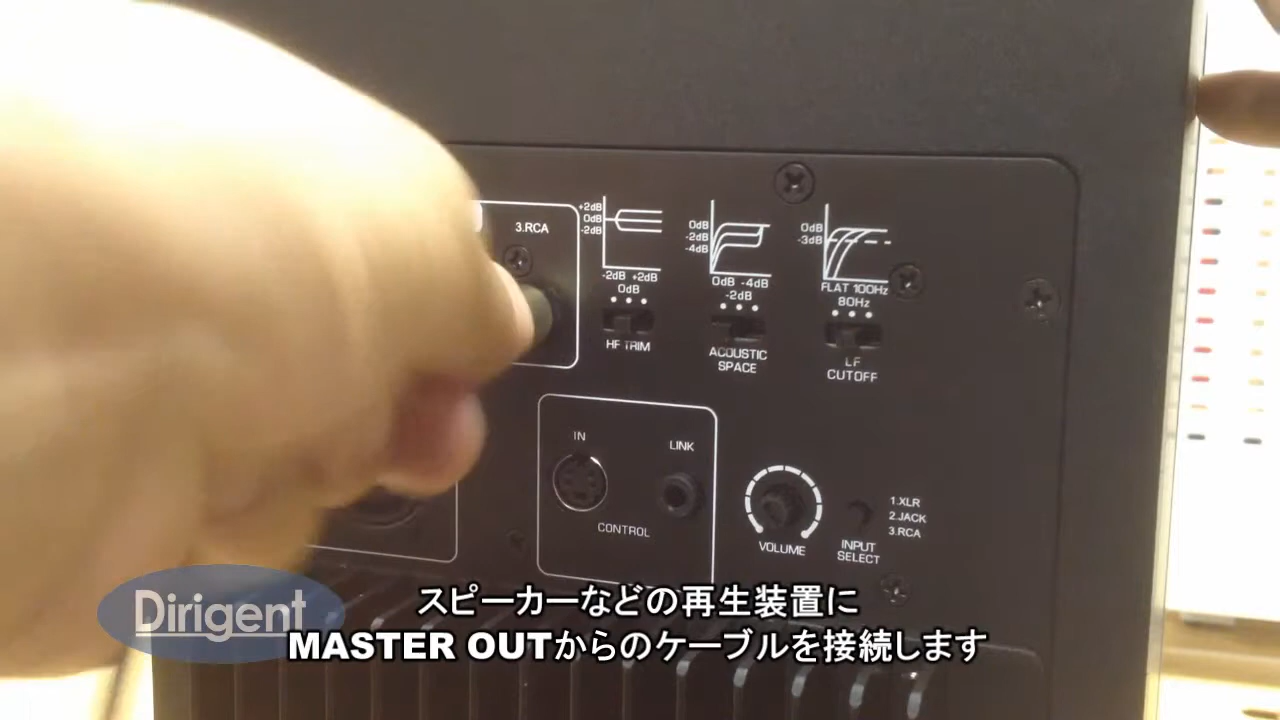 3.RCA
+2dB
0dB
-2dB
-2dB +2dB
0dB
HF TRIM
0dB
-2dB
-4dB
0dB -4dB
-2dB
ACOUSTIC
SPACE
0dB
-3dB
FLAT 100Hz
80Hz
LF
CUTOFF
IN
LINK
CONTROL
VOLUME
INPUT
SELECT
1.XLR
2.JACK
3.RCA
Dirigent
スピーカーなどの再生装置に
MASTER OUTからのケーブルを接続します